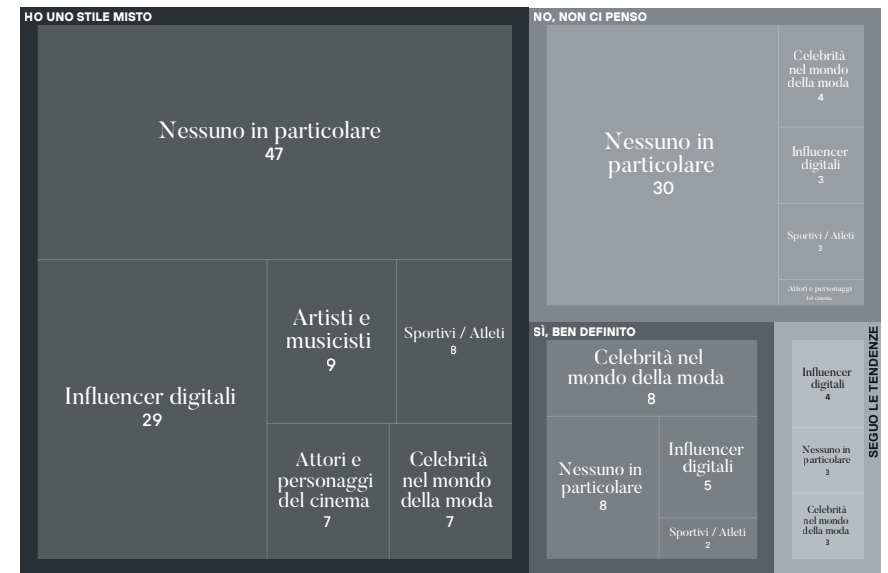 HO UNO STILE MISTO
Nessuno in particolare
47
Influencer digitali
29
Artisti e
musicisti
9
Sportivi / Atleti
8
Attori e
personaggi
del cinema
7
Celebrità
nel mondo
della moda
7
NO, NON CI PENSO
Nessuno in
particolare
30
Celebrità
nel mondo
della moda
4
Influencer
digitali
3
Sportivi / Atleti
3
Attori e personaggi
del cinema
SÌ, BEN DEFINITO
Celebrità nel
mondo della moda
8
Nessuno in
particolare
8
Influencer
digitali
5
Sportivi / Atleti
2
SEGUO LE TENDENZE
Influencer
digitali
4
Nessuno in
particolare
3
Celebrità
nel mondo
della moda
3